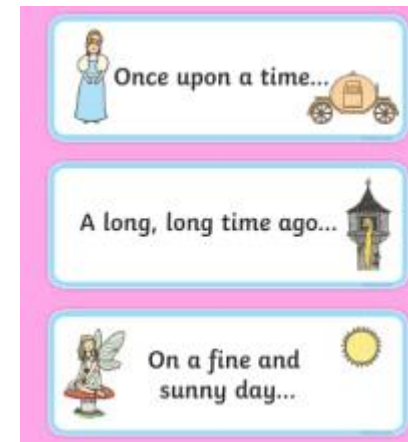 Once upon a time...
A long, long time ago...
On a fine and
sunny day...